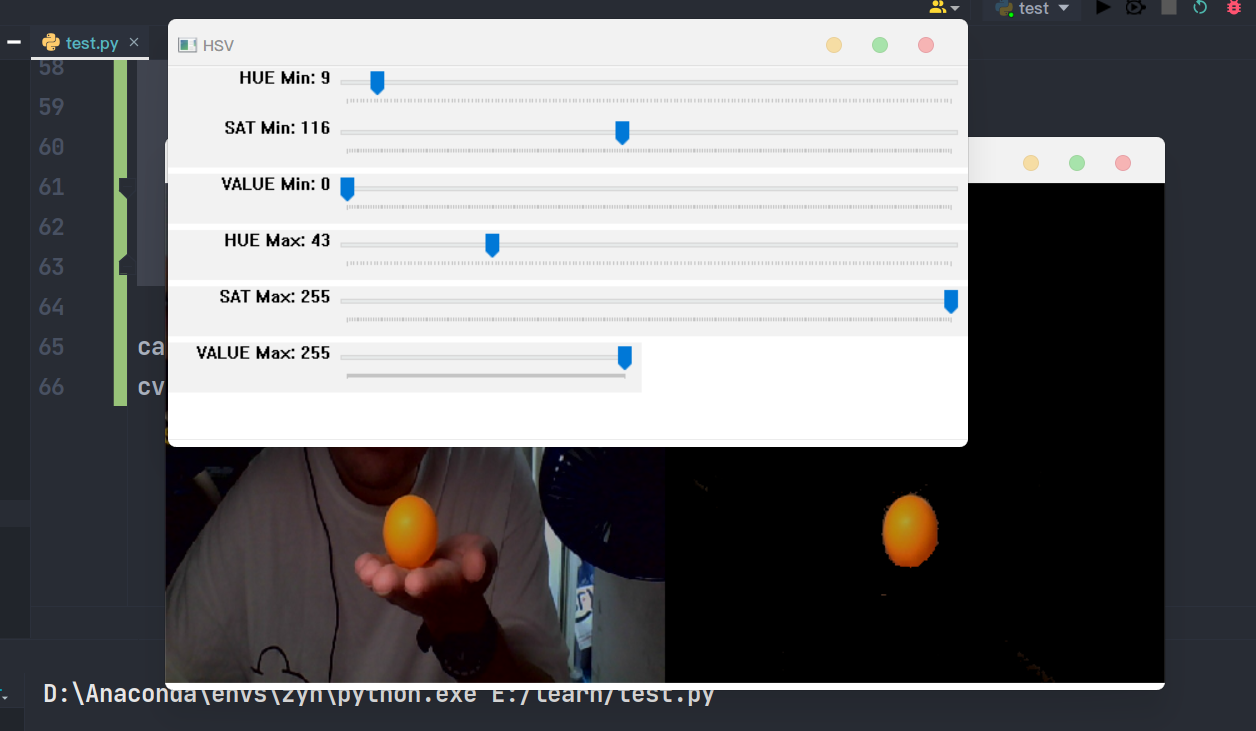 test
test.py ×
HSV
HUE Min: 9
SAT Min: 116
VALUE Min: 0
HUE Max: 43
SAT Max: 255
VALUE Max: 255
58
59
60
61
62
63
64
65 ca
66 cv
D:\Anaconda\envs\zyh\python.exe E:/learn/test.py